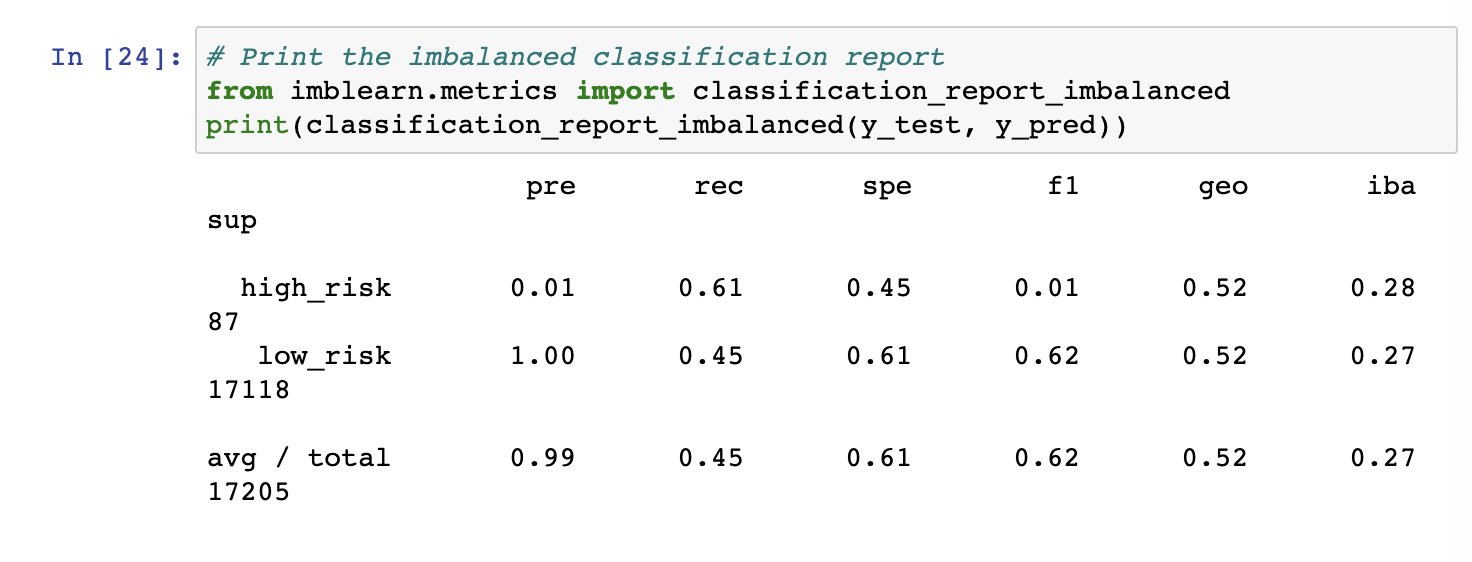 In [24]: # Print the imbalanced classification report
from imblearn.metrics import classification_report_imbalanced
print(classification_report_imbalanced(y_test, y_pred))
pre rec spe f1 geo iba
sup
high_risk 0.01 0.61 0.45 0.01 0.52 0.28
87
low_risk 1.00 0.45 0.61 0.62 0.52 0.27
17118
avg / total 0.99 0.45 0.61 0.62 0.52 0.27
17205